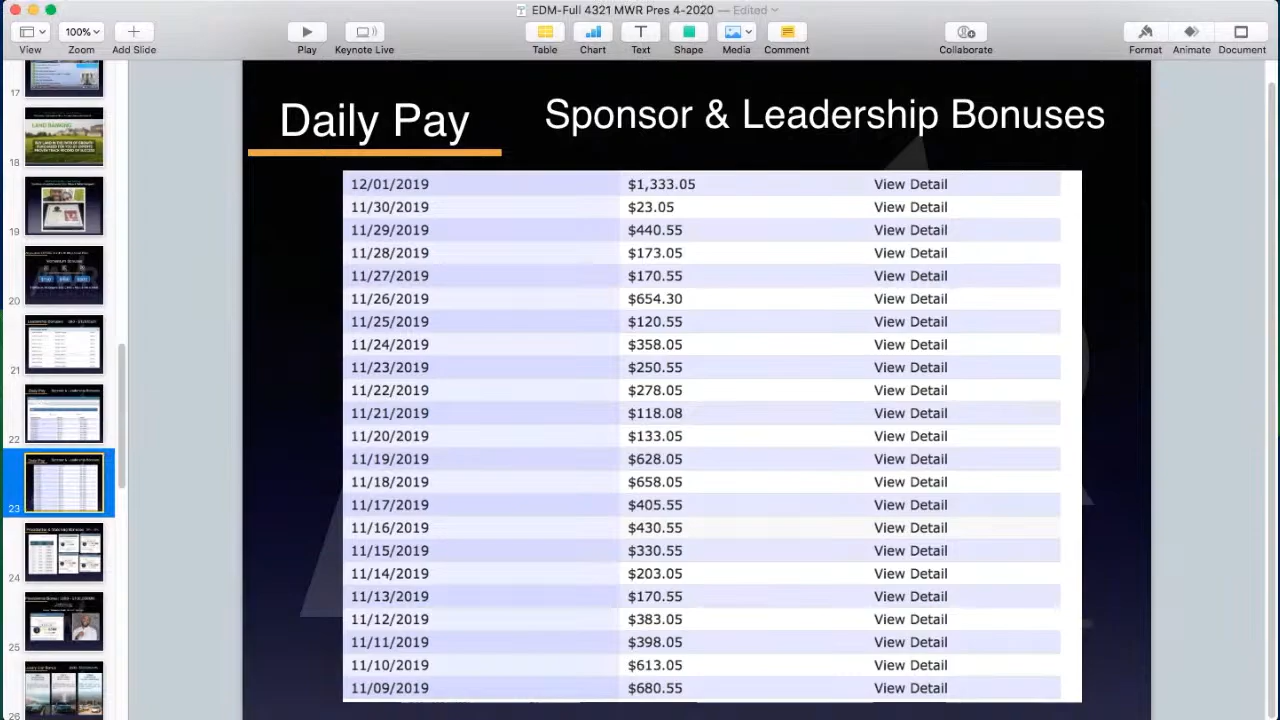 EDM-Full 4321 MWR Pres 4-2020 — Edited
100%
View Zoom Add Slide Play Keynote Live Table Chart Text Shape Media Comment Collaborate Format Animate Document
Daily Pay Sponsor & Leadership Bonuses
12/01/2019 $1,333.05 View Detail
11/30/2019 $23.05 View Detail
11/29/2019 $440.55 View Detail
11/28/2019 $173.05 View Detail
11/27/2019 $170.55 View Detail
11/26/2019 $654.30 View Detail
11/25/2019 $120.55 View Detail
11/24/2019 $358.05 View Detail
11/23/2019 $250.55 View Detail
11/22/2019 $278.05 View Detail
11/21/2019 $118.08 View Detail
11/20/2019 $133.05 View Detail
11/19/2019 $628.05 View Detail
11/18/2019 $658.05 View Detail
11/17/2019 $405.55 View Detail
11/16/2019 $430.55 View Detail
11/15/2019 $330.55 View Detail
11/14/2019 $203.05 View Detail
11/13/2019 $170.55 View Detail
11/12/2019 $383.05 View Detail
11/11/2019 $398.05 View Detail
11/10/2019 $613.05 View Detail
11/09/2019 $680.55 View Detail
17
LAND BANKING
18
19
20
21
Daily Pay
22
Daily Pay
23
24
25
26